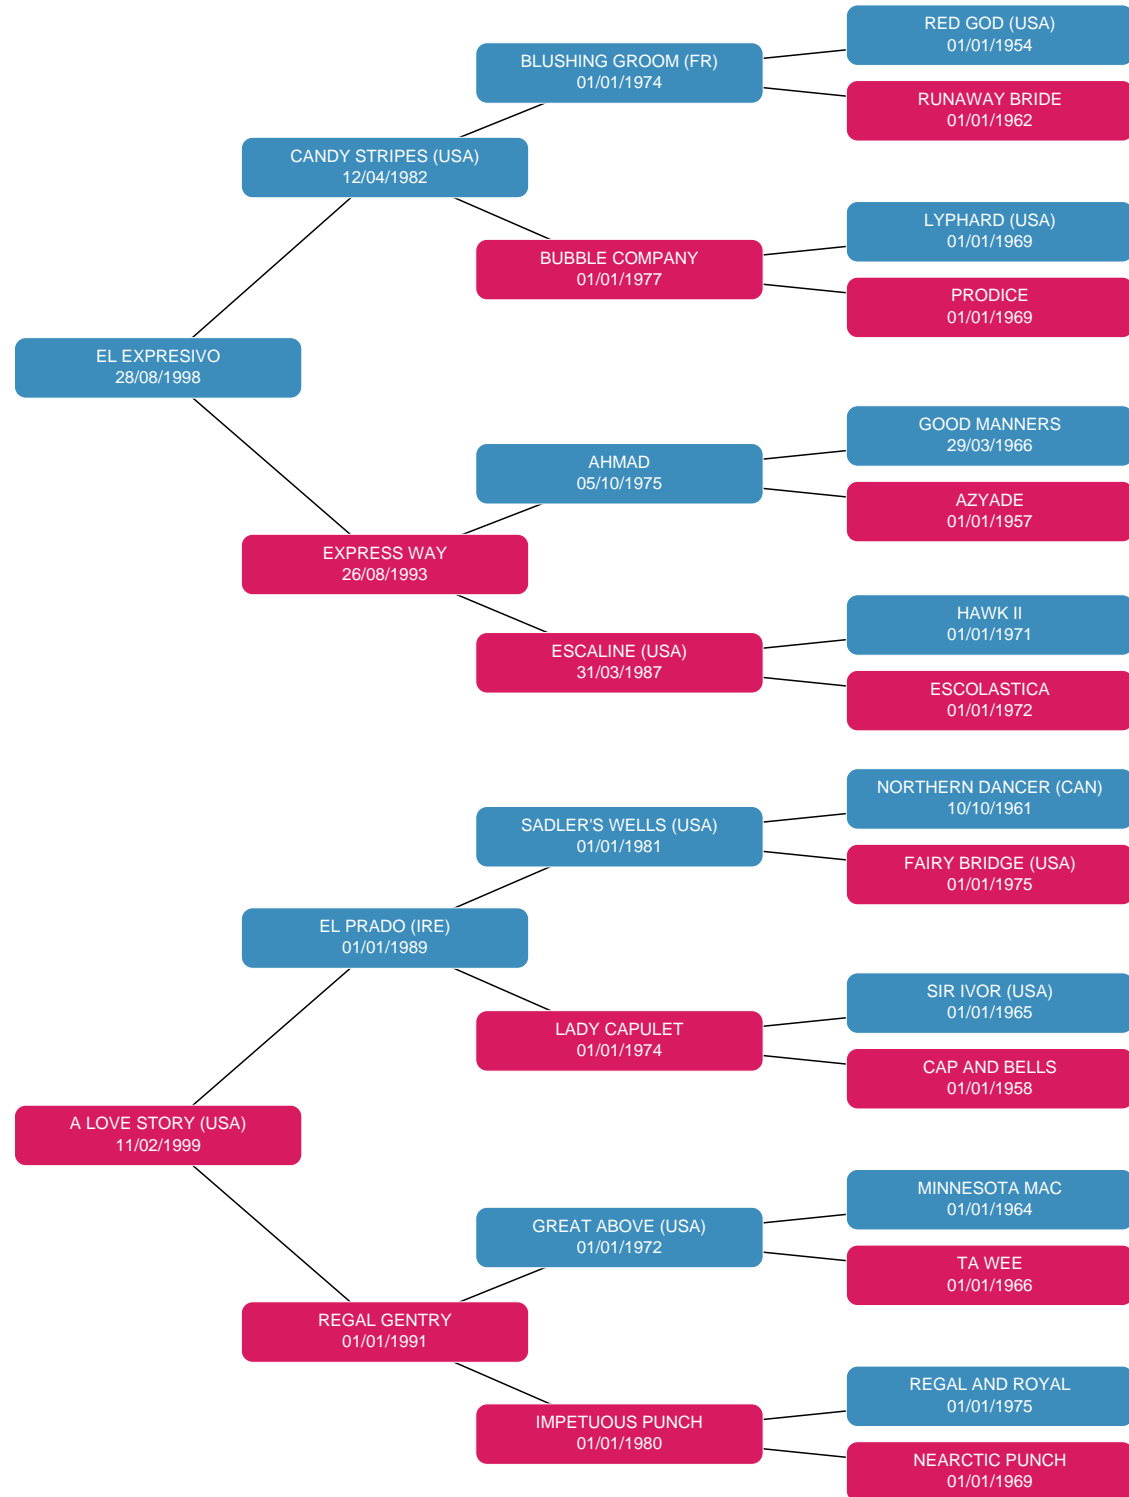 RED GOD (USA)
01/01/1954
BLUSHING GROOM (FR)
01/01/1974
RUNAWAY BRIDE
01/01/1962
CANDY STRIPES (USA)
12/04/1982
LYPHARD (USA)
01/01/1969
BUBBLE COMPANY
01/01/1977
PRODICE
01/01/1969
EL EXPRESIVO
28/08/1998
GOOD MANNERS
29/03/1966
AHMAD
05/10/1975
AZYADE
01/01/1957
EXPRESS WAY
26/08/1993
HAWK II
01/01/1971
ESCALINE (USA)
31/03/1987
ESCOLASTICA
01/01/1972
NORTHERN DANCER (CAN)
10/10/1961
SADLER'S WELLS (USA)
01/01/1981
FAIRY BRIDGE (USA)
01/01/1975
EL PRADO (IRE)
01/01/1989
SIR IVOR (USA)
01/01/1965
LADY CAPULET
01/01/1974
CAP AND BELLS
01/01/1958
A LOVE STORY (USA)
11/02/1999
MINNESOTA MAC
01/01/1964
GREAT ABOVE (USA)
01/01/1972
TA WEE
01/01/1966
REGAL GENTRY
01/01/1991
REGAL AND ROYAL
01/01/1975
IMPETUOUS PUNCH
01/01/1980
NEARCTIC PUNCH
01/01/1969